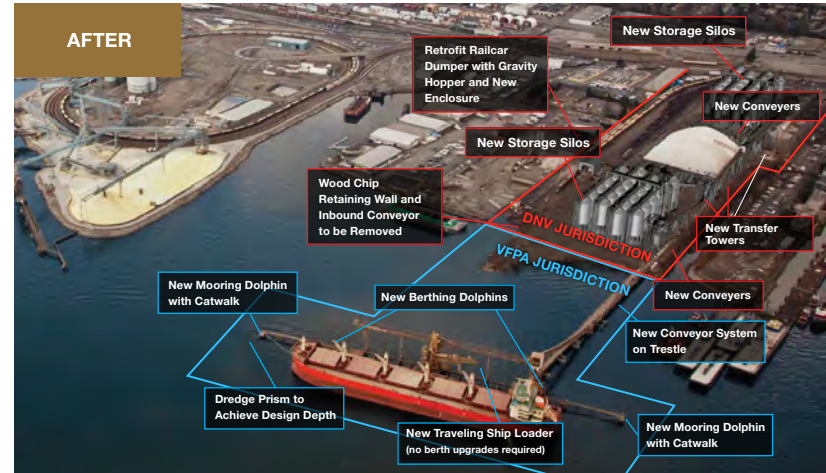 AFTER
New Storage Silos
Retrofit Railcar
Dumper with Gravity
Hopper and New
Enclosure
New Conveyers
New Storage Silos
Wood Chip
Retaining Wall and
Inbound Conveyor
to be Removed
DNV JURISDICTION
VFPA JURISDICTION
New Transfer
Towers
New Mooring Dolphin
with Catwalk
New Berthing Dolphins
New Conveyers
New Conveyor System
on Trestle
Dredge Prism to
Achieve Design Depth
New Traveling Ship Loader
(no berth upgrades required)
New Mooring Dolphin
with Catwalk